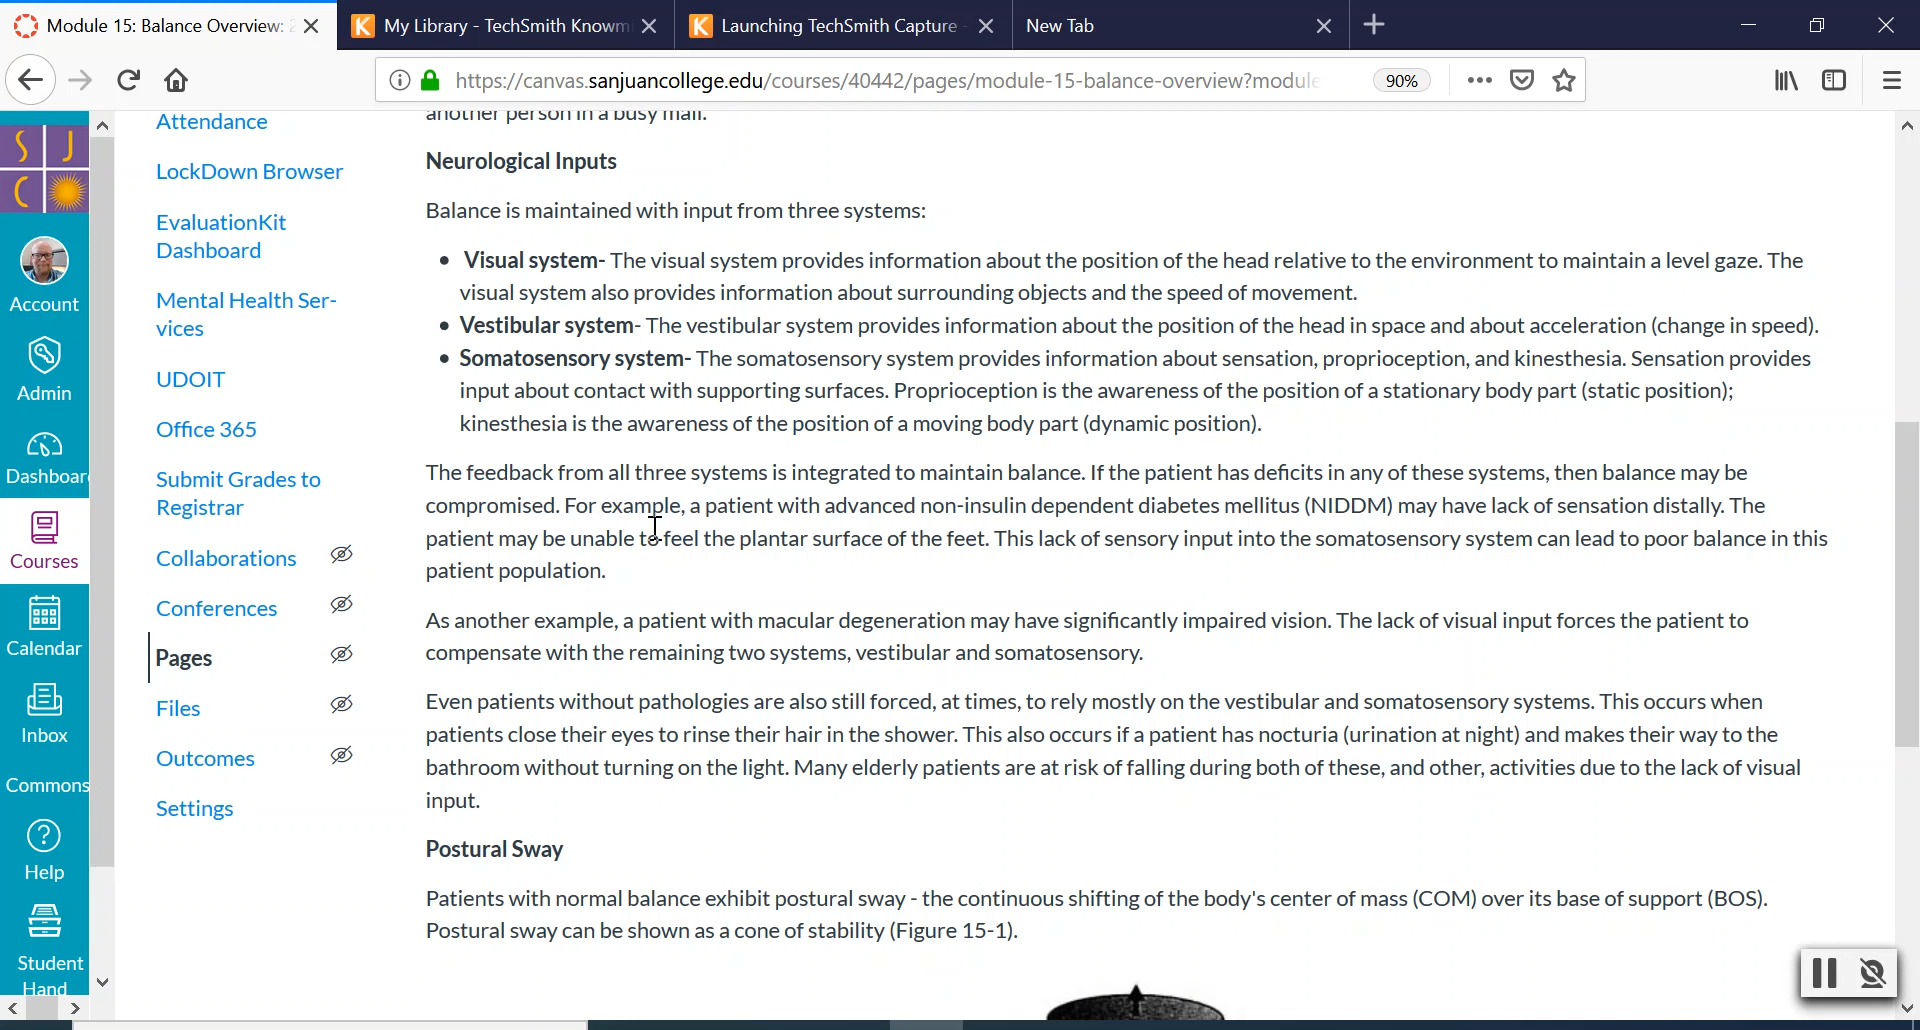 Module 15: Balance Overview: 2
My Library - TechSmith Knowm
Launching TechSmith Capture -
New Tab
https://canvas.sanjuancollege.edu/courses/40442/pages/module-15-balance-overview?module
90%
S J
C
Account
Admin
Dashboar
Courses
Calendar
Inbox
Commons
Help
Student
Hand
Attendance
LockDown Browser
EvaluationKit
Dashboard
Mental Health Ser-
vices
UDOIT
Office 365
Submit Grades to
Registrar
Collaborations
Conferences
Pages
Files
Outcomes
Settings
another person in a busy mall.
Neurological Inputs
Balance is maintained with input from three systems:
• Visual system- The visual system provides information about the position of the head relative to the environment to maintain a level gaze. The
visual system also provides information about surrounding objects and the speed of movement.
• Vestibular system- The vestibular system provides information about the position of the head in space and about acceleration (change in speed).
• Somatosensory system- The somatosensory system provides information about sensation, proprioception, and kinesthesia. Sensation provides
input about contact with supporting surfaces. Proprioception is the awareness of the position of a stationary body part (static position);
kinesthesia is the awareness of the position of a moving body part (dynamic position).
The feedback from all three systems is integrated to maintain balance. If the patient has deficits in any of these systems, then balance may be
compromised. For example, a patient with advanced non-insulin dependent diabetes mellitus (NIDDM) may have lack of sensation distally. The
patient may be unable to feel the plantar surface of the feet. This lack of sensory input into the somatosensory system can lead to poor balance in this
patient population.
As another example, a patient with macular degeneration may have significantly impaired vision. The lack of visual input forces the patient to
compensate with the remaining two systems, vestibular and somatosensory.
Even patients without pathologies are also still forced, at times, to rely mostly on the vestibular and somatosensory systems. This occurs when
patients close their eyes to rinse their hair in the shower. This also occurs if a patient has nocturia (urination at night) and makes their way to the
bathroom without turning on the light. Many elderly patients are at risk of falling during both of these, and other, activities due to the lack of visual
input.
Postural Sway
Patients with normal balance exhibit postural sway - the continuous shifting of the body's center of mass (COM) over its base of support (BOS).
Postural sway can be shown as a cone of stability (Figure 15-1).